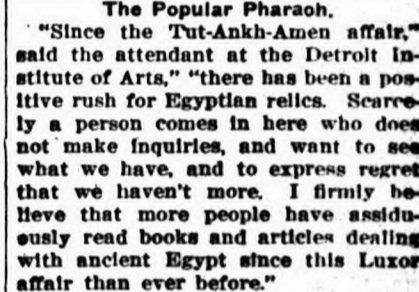 The Popular Pharaoh.
"Since the Tut-Ankh-Amen affair,"
said the attendant at the Detroit In-
stitute of Arts," "there has been a pos-
itive rush for Egyptian relics. Scarce-
ly a person comes in here who does
not make inquiries, and want to see
what we have, and to express regret
that we haven't more. I firmly be-
lieve that more people have assidu-
ously read books and articles dealing
with ancient Egypt since this Luxor
affair than ever before."